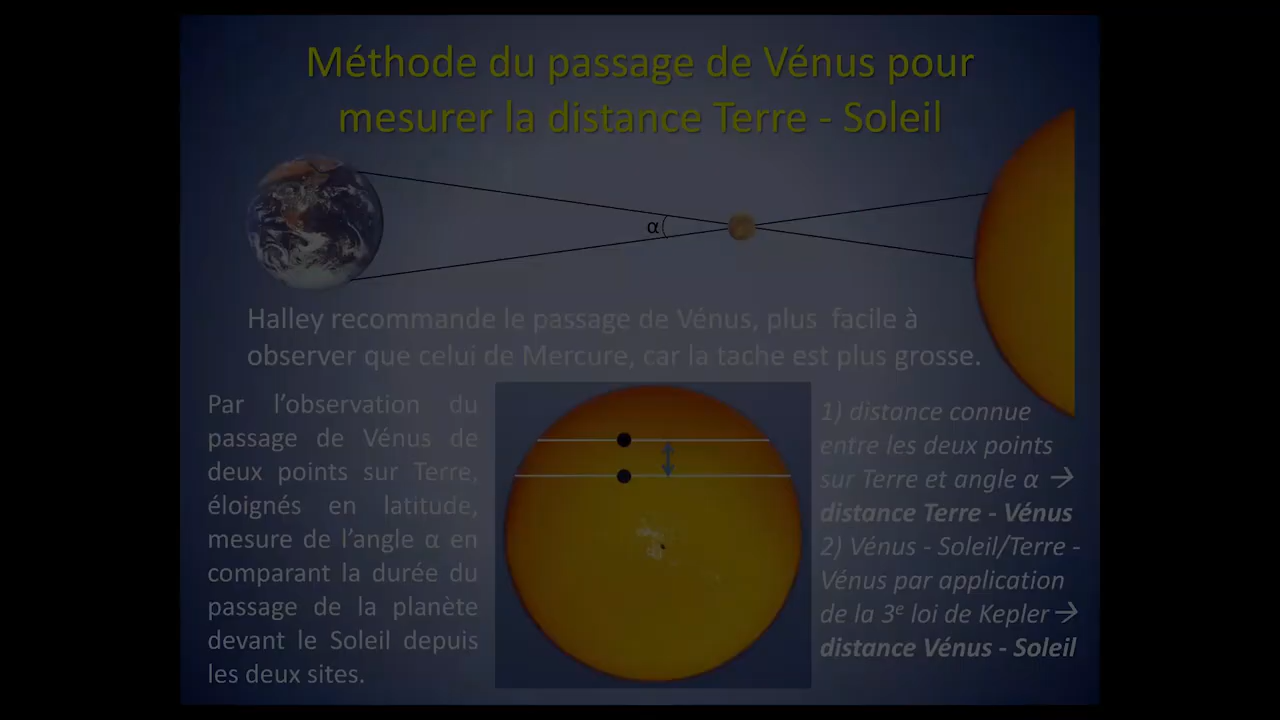 Méthode du passage de Vénus pour
mesurer la distance Terre - Soleil
α
Halley recommande le passage de Vénus, plus facile à
observer que celui de Mercure, car la tache est plus grosse.
Par l’observation du
passage de Vénus de
deux points sur Terre,
éloignés en latitude,
mesure de l’angle α en
comparant la durée du
passage de la planète
devant le Soleil depuis
les deux sites.
1) distance connue
entre les deux points
sur Terre et angle α →
distance Terre - Vénus
2) Vénus - Soleil/Terre -
Vénus par application
de la 3e loi de Kepler →
distance Vénus - Soleil